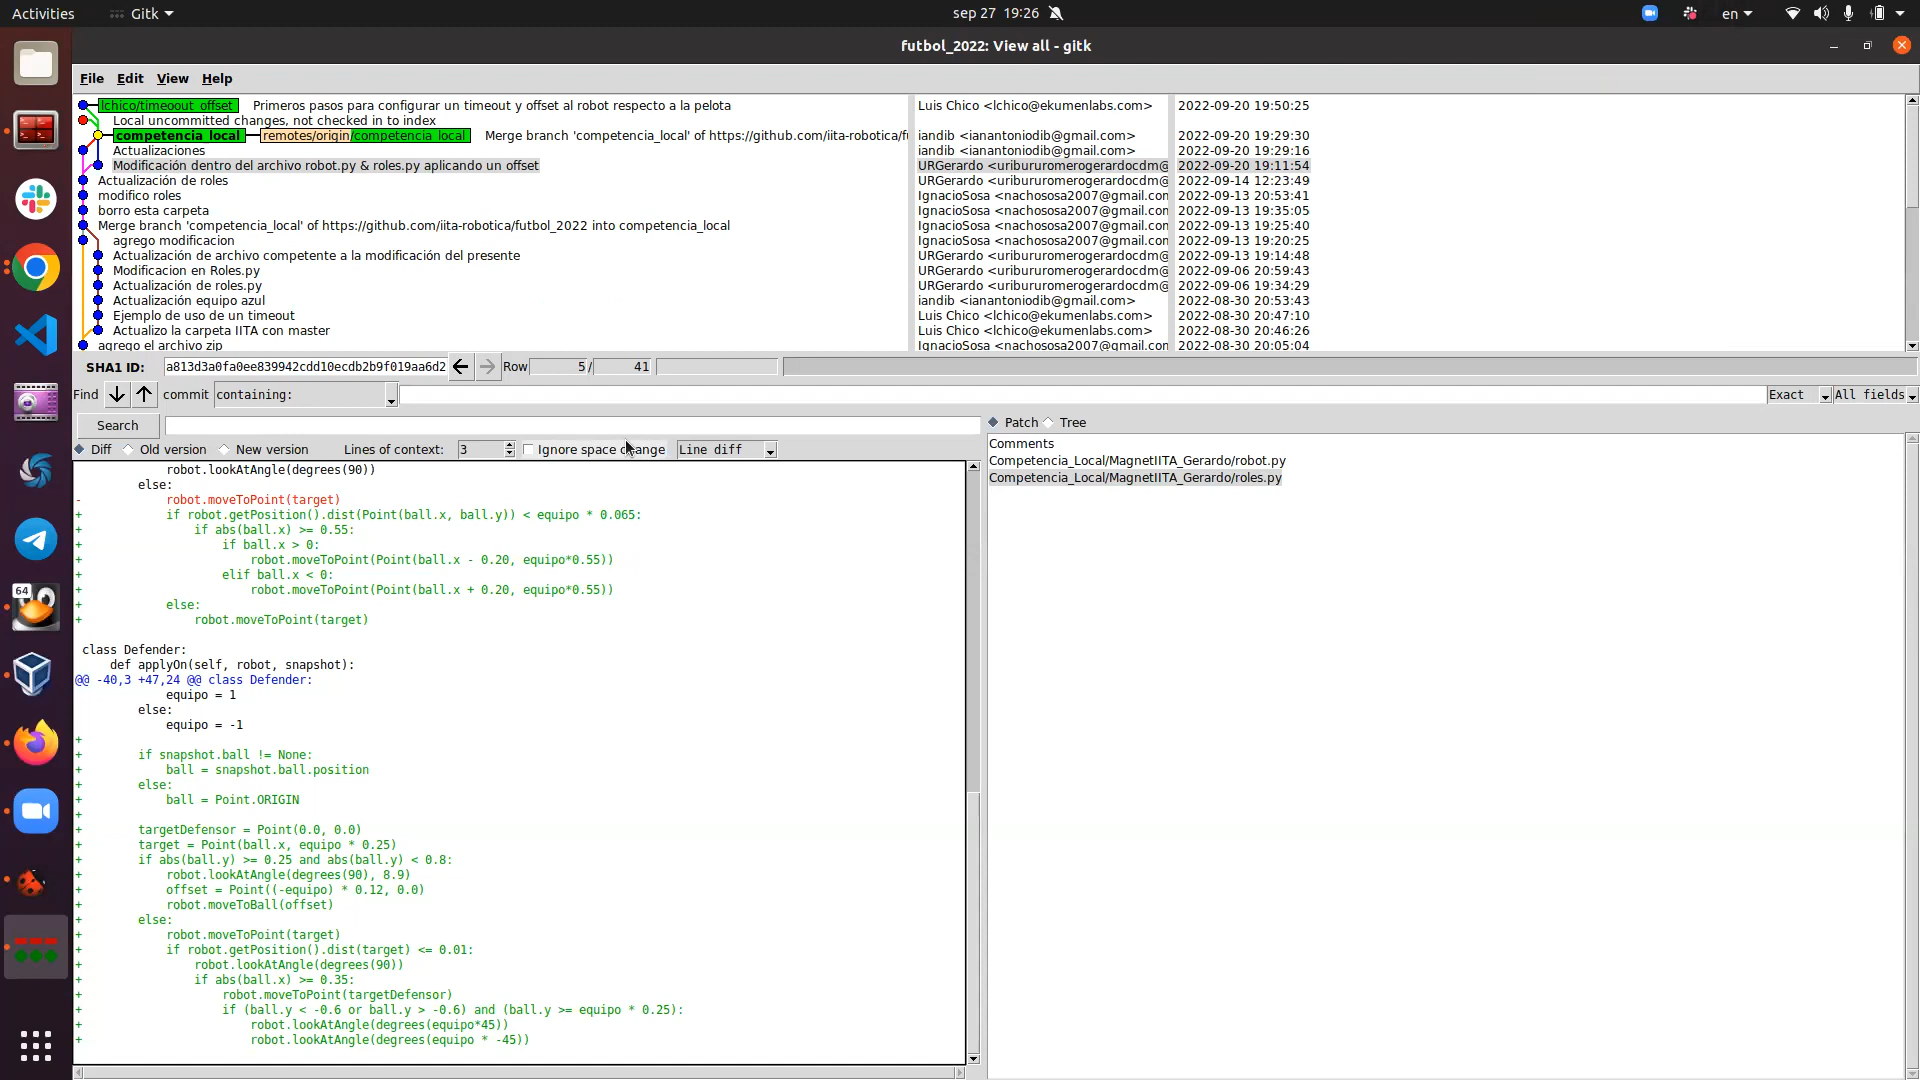 Activities
Gitk
sep 27 19:26
en
futbol_2022: View all - gitk
File Edit View Help
lchico/timeoout_offset Primeros pasos para configurar un timeout y offset al robot respecto a la pelota Luis Chico <lchico@ekumenlabs.com> 2022-09-20 19:50:25
Local uncommitted changes, not checked in to index
competencia_local remotes/origin/competencia_local Merge branch 'competencia_local' of https://github.com/iita-robotica/f iandib <ianantoniodib@gmail.com> 2022-09-20 19:29:30
Actualizaciones iandib <ianantoniodib@gmail.com> 2022-09-20 19:29:16
Modificación dentro del archivo robot.py & roles.py aplicando un offset URGerardo <uribururomerogerardocdm@ 2022-09-20 19:11:54
Actualización de roles URGerardo <uribururomerogerardocdm@ 2022-09-14 12:23:49
modifico roles IgnacioSosa <nachososa2007@gmail.con 2022-09-13 20:53:41
borro esta carpeta IgnacioSosa <nachososa2007@gmail.con 2022-09-13 19:35:05
Merge branch 'competencia_local' of https://github.com/iita-robotica/futbol_2022 into competencia_local IgnacioSosa <nachososa2007@gmail.con 2022-09-13 19:25:40
agrego modificacion IgnacioSosa <nachososa2007@gmail.con 2022-09-13 19:20:25
Actualización de archivo competente a la modificación del presente URGerardo <uribururomerogerardocdm@ 2022-09-13 19:14:48
Modificacion en Roles.py URGerardo <uribururomerogerardocdm@ 2022-09-06 20:59:43
Actualización de roles.py URGerardo <uribururomerogerardocdm@ 2022-09-06 19:34:29
Actualización equipo azul iandib <ianantoniodib@gmail.com> 2022-08-30 20:53:43
Ejemplo de uso de un timeout Luis Chico <lchico@ekumenlabs.com> 2022-08-30 20:47:10
Actualizo la carpeta IITA con master Luis Chico <lchico@ekumenlabs.com> 2022-08-30 20:46:26
agrego el archivo zip IgnacioSosa <nachososa2007@gmail.con 2022-08-30 20:05:04
SHA1 ID: a813d3a0fa0ee839942cdd10ecdb2b9f019aa6d2 Row 5 / 41
Find commit containing: Exact All fields
Search
Patch Tree
Diff Old version New version Lines of context: 3 Ignore space change Line diff
Comments
Competencia_Local/MagnetIITA_Gerardo/robot.py
Competencia_Local/MagnetIITA_Gerardo/roles.py
robot.lookAtAngle(degrees(90))
else:
- robot.moveToPoint(target)
+ if robot.getPosition().dist(Point(ball.x, ball.y)) < equipo * 0.065:
+ if abs(ball.x) >= 0.55:
+ if ball.x > 0:
+ robot.moveToPoint(Point(ball.x - 0.20, equipo*0.55))
+ elif ball.x < 0:
+ robot.moveToPoint(Point(ball.x + 0.20, equipo*0.55))
+ else:
+ robot.moveToPoint(target)
class Defender:
def applyOn(self, robot, snapshot):
@@ -40,3 +47,24 @@ class Defender:
equipo = 1
else:
equipo = -1
+
+ if snapshot.ball != None:
+ ball = snapshot.ball.position
+ else:
+ ball = Point.ORIGIN
+
+ targetDefensor = Point(0.0, 0.0)
+ target = Point(ball.x, equipo * 0.25)
+ if abs(ball.y) >= 0.25 and abs(ball.y) < 0.8:
+ robot.lookAtAngle(degrees(90), 8.9)
+ offset = Point((-equipo) * 0.12, 0.0)
+ robot.moveToBall(offset)
+ else:
+ robot.moveToPoint(target)
+ if robot.getPosition().dist(target) <= 0.01:
+ robot.lookAtAngle(degrees(90))
+ if abs(ball.x) >= 0.35:
+ robot.moveToPoint(targetDefensor)
+ if (ball.y < -0.6 or ball.y > -0.6) and (ball.y >= equipo * 0.25):
+ robot.lookAtAngle(degrees(equipo*45))
+ robot.lookAtAngle(degrees(equipo * -45))
64